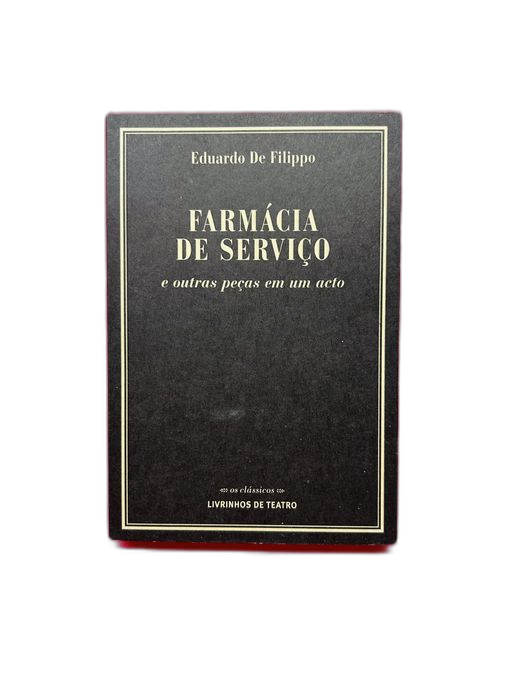 Eduardo De Filippo
FARMÁCIA
DE SERVIÇO
e outras peças em um acto
os clássicos
LIVRINHOS DE TEATRO